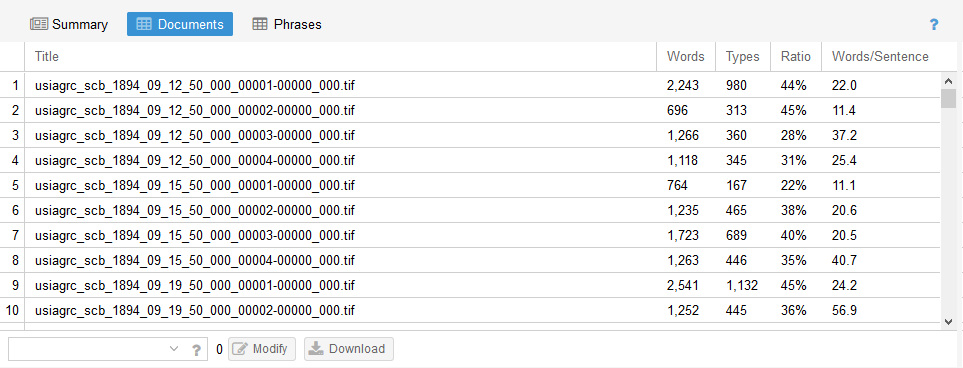 Summary Documents Phrases ?
Title Words Types Ratio Words/Sentence
1 usiagrc_scb_1894_09_12_50_000_00001-00000_000.tif 2,243 980 44% 22.0
2 usiagrc_scb_1894_09_12_50_000_00002-00000_000.tif 696 313 45% 11.4
3 usiagrc_scb_1894_09_12_50_000_00003-00000_000.tif 1,266 360 28% 37.2
4 usiagrc_scb_1894_09_12_50_000_00004-00000_000.tif 1,118 345 31% 25.4
5 usiagrc_scb_1894_09_15_50_000_00001-00000_000.tif 764 167 22% 11.1
6 usiagrc_scb_1894_09_15_50_000_00002-00000_000.tif 1,235 465 38% 20.6
7 usiagrc_scb_1894_09_15_50_000_00003-00000_000.tif 1,723 689 40% 20.5
8 usiagrc_scb_1894_09_15_50_000_00004-00000_000.tif 1,263 446 35% 40.7
9 usiagrc_scb_1894_09_19_50_000_00001-00000_000.tif 2,541 1,132 45% 24.2
10 usiagrc_scb_1894_09_19_50_000_00002-00000_000.tif 1,252 445 36% 56.9
? 0 Modify Download